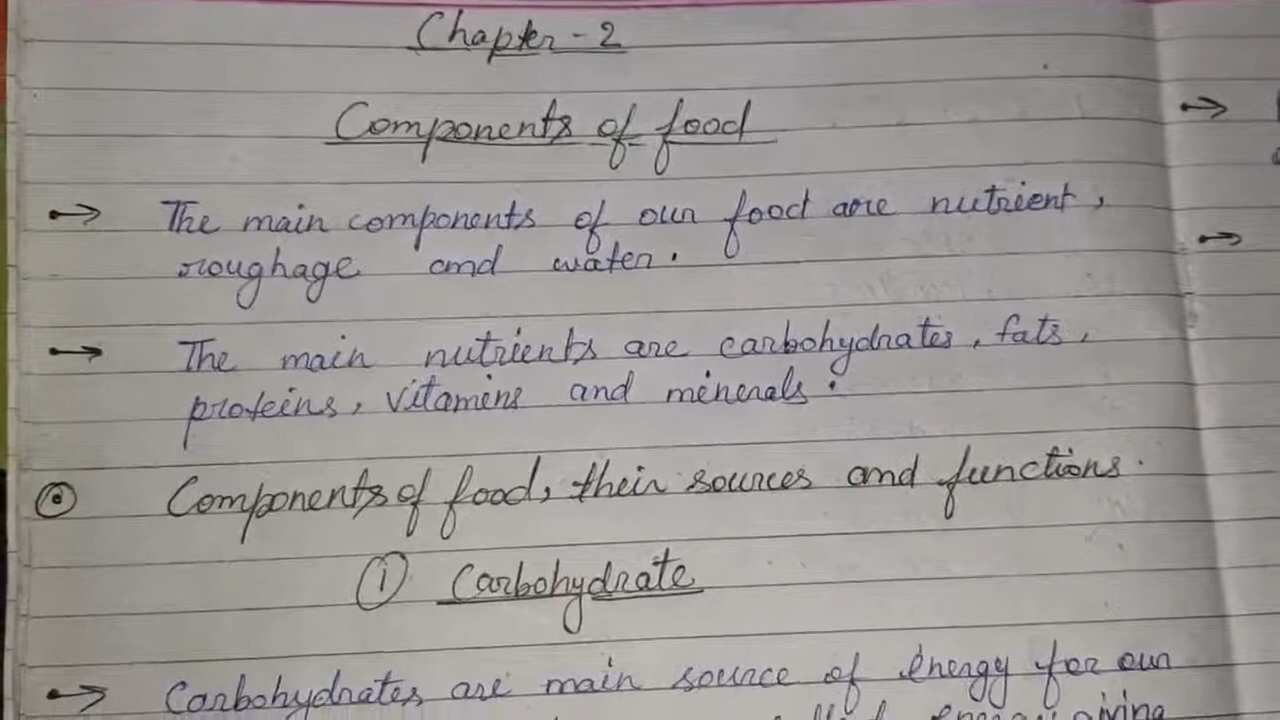 Chapter - 2
Components of food
→ The main components of our food are nutrient,
roughage and water.
→ The main nutrients are carbohydrates, fats,
proteins, vitamins and minerals.
Components of food, their sources and functions.
① Carbohydrate
→ Carbohydrates are main source of energy for our
energy giving